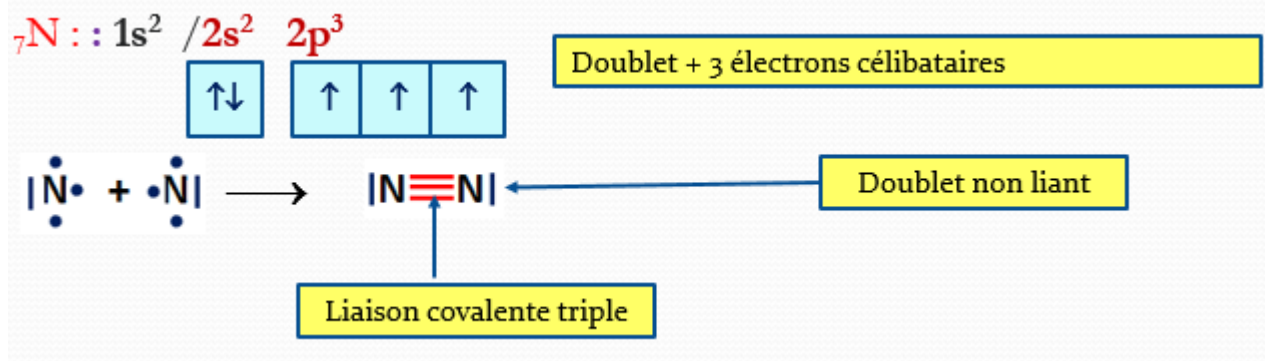 ₇N : : 1s² /2s² 2p³
Doublet + 3 électrons célibataires
↑↓ ↑ ↑ ↑
|N• + •N| ⟶ |N≡N|
Doublet non liant
Liaison covalente triple